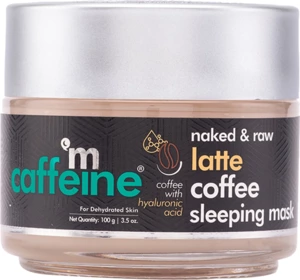 'm
caffeine®
For Dehydrated Skin
Net Quantity: 100 g | 3.5 oz.
coffee
with
hyaluronic
acid
naked & raw
latte
coffee
sleeping mask